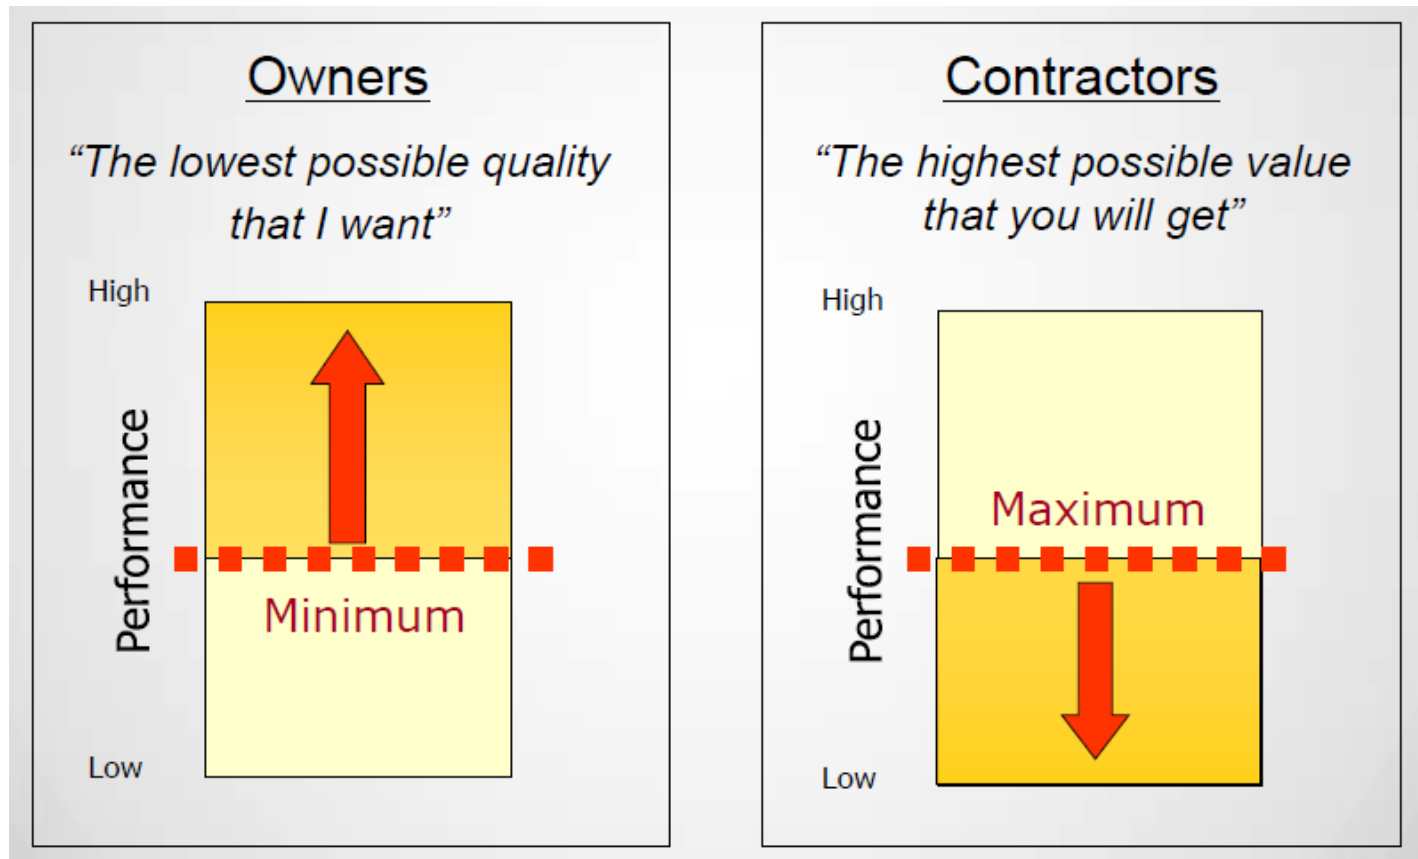 Owners
“The lowest possible quality
that I want”
High
Performance
Minimum
Low
Contractors
“The highest possible value
that you will get”
High
Performance
Maximum
Low